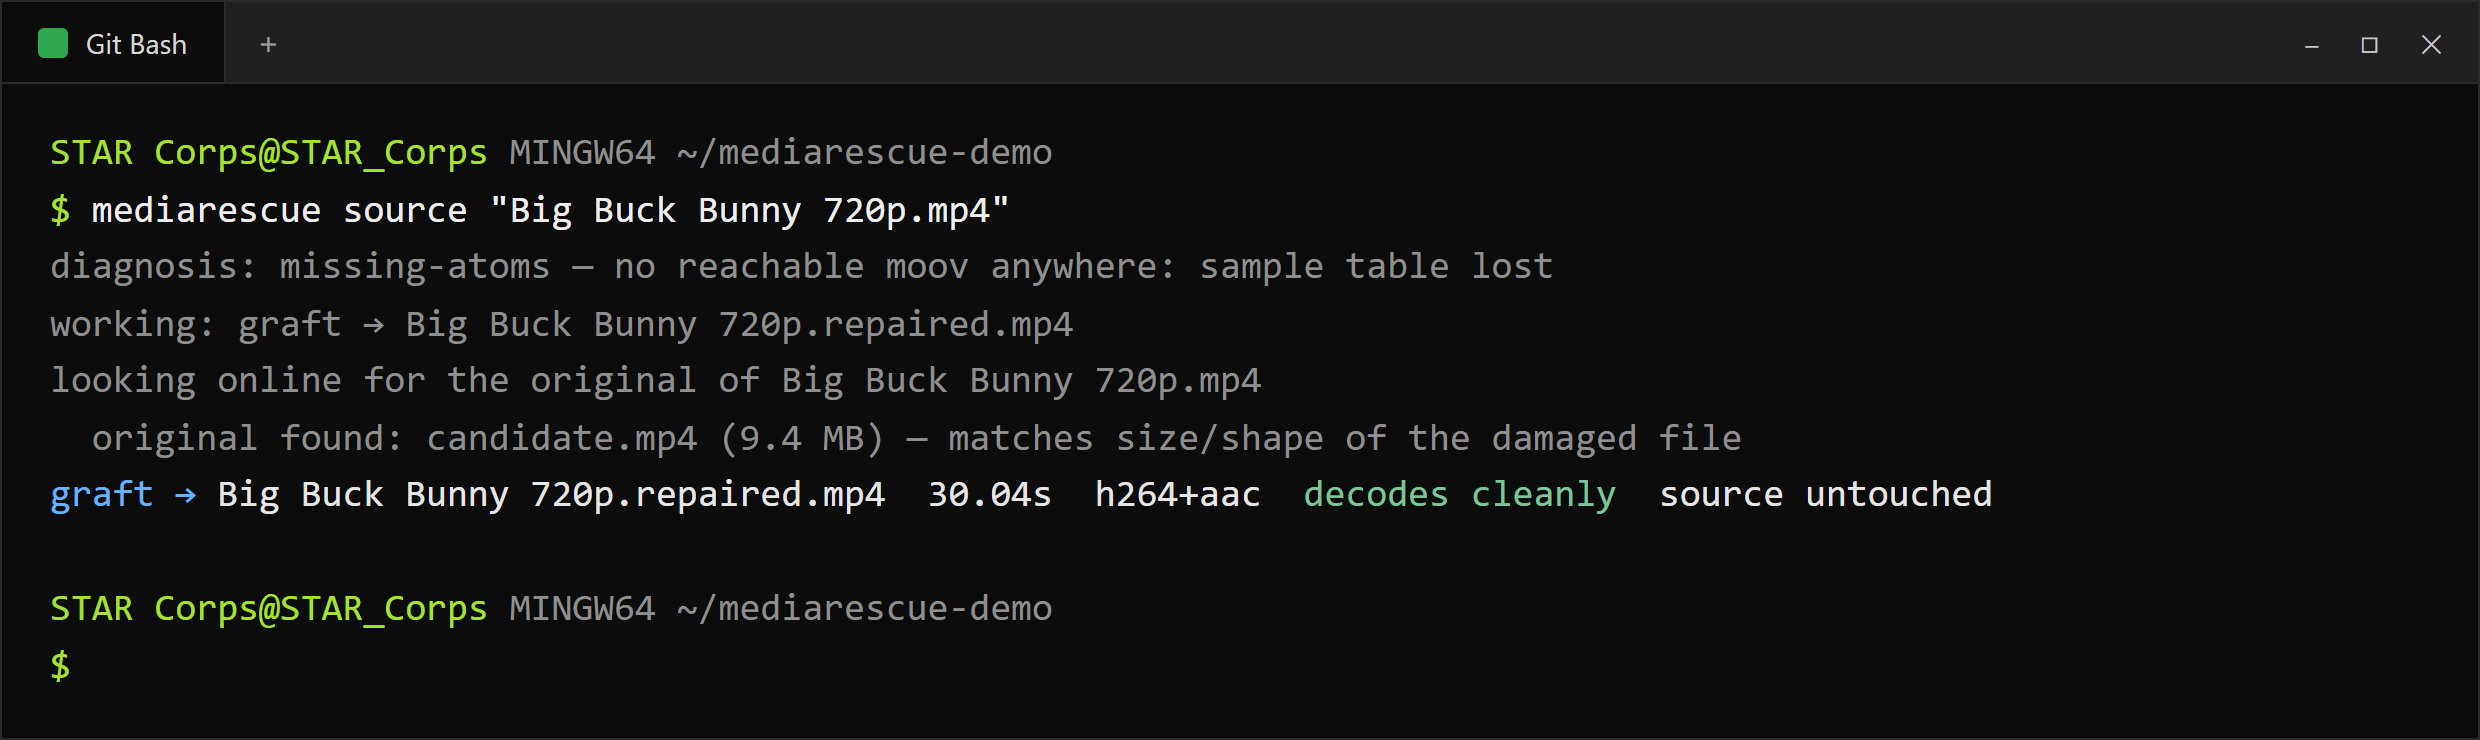 Git Bash +
STAR Corps@STAR_Corps MINGW64 ~/mediarescue-demo
$ mediarescue source "Big Buck Bunny 720p.mp4"
diagnosis: missing-atoms — no reachable moov anywhere: sample table lost
working: graft → Big Buck Bunny 720p.repaired.mp4
looking online for the original of Big Buck Bunny 720p.mp4
  original found: candidate.mp4 (9.4 MB) — matches size/shape of the damaged file
graft → Big Buck Bunny 720p.repaired.mp4  30.04s  h264+aac  decodes cleanly  source untouched
STAR Corps@STAR_Corps MINGW64 ~/mediarescue-demo
$